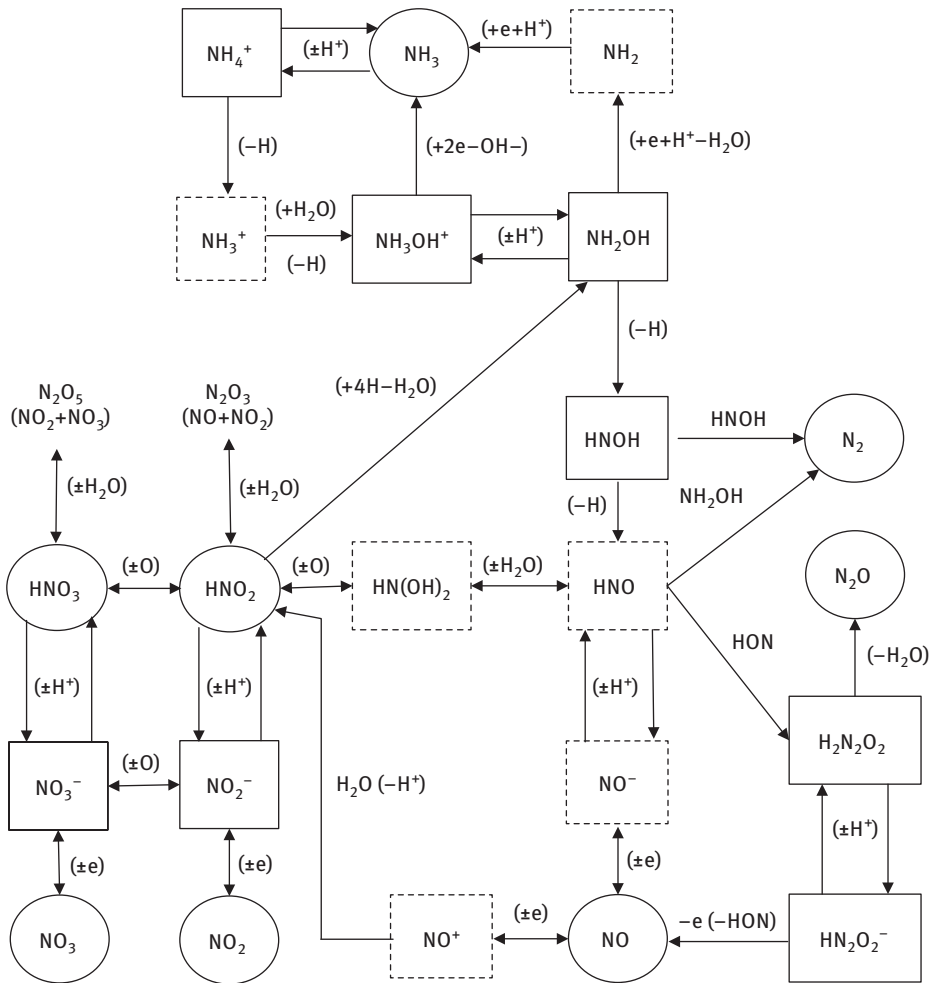 NH₄⁺
(±H⁺)
NH₃
(+e+H⁺)
NH₂
(−H)
(+2e−OH−)
(+e+H⁺−H₂O)
NH₃⁺
(+H₂O)
(−H)
NH₃OH⁺
(±H⁺)
NH₂OH
(−H)
N₂O₅
(NO₂+NO₃)
N₂O₃
(NO+NO₂)
(+4H−H₂O)
HNOH
HNOH
N₂
(±H₂O)
(±H₂O)
(−H)
NH₂OH
HNO₃
(±O)
HNO₂
(±O)
HN(OH)₂
(±H₂O)
HNO
N₂O
HON
(−H₂O)
(±H⁺)
(±H⁺)
(±H⁺)
H₂N₂O₂
NO₃⁻
(±O)
NO₂⁻
H₂O (−H⁺)
NO⁻
(±H⁺)
(±e)
(±e)
(±e)
NO₃
NO₂
NO⁺
(±e)
NO
−e (−HON)
HN₂O₂⁻